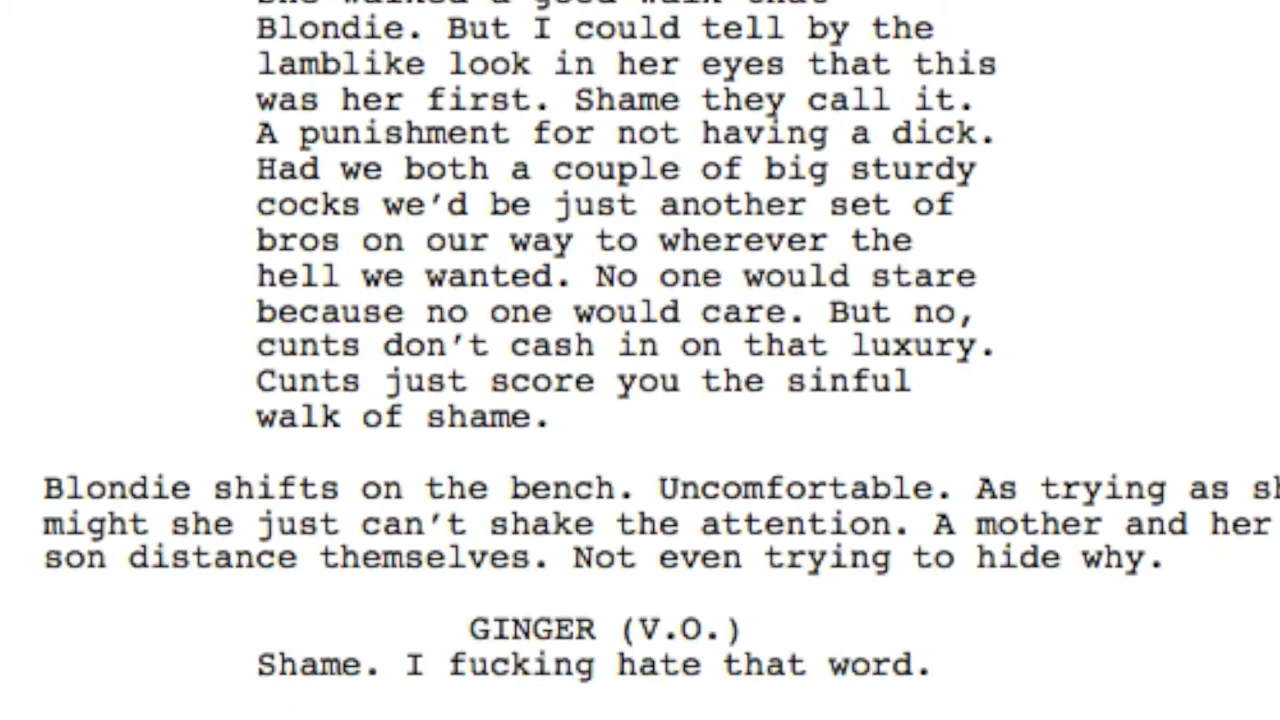 She walked a good walk that
Blondie. But I could tell by the
lamblike look in her eyes that this
was her first. Shame they call it.
A punishment for not having a dick.
Had we both a couple of big sturdy
cocks we'd be just another set of
bros on our way to wherever the
hell we wanted. No one would stare
because no one would care. But no,
cunts don't cash in on that luxury.
Cunts just score you the sinful
walk of shame.
Blondie shifts on the bench. Uncomfortable. As trying as
might she just can't shake the attention. A mother and her
son distance themselves. Not even trying to hide why.
GINGER (V.O.)
Shame. I fucking hate that word.